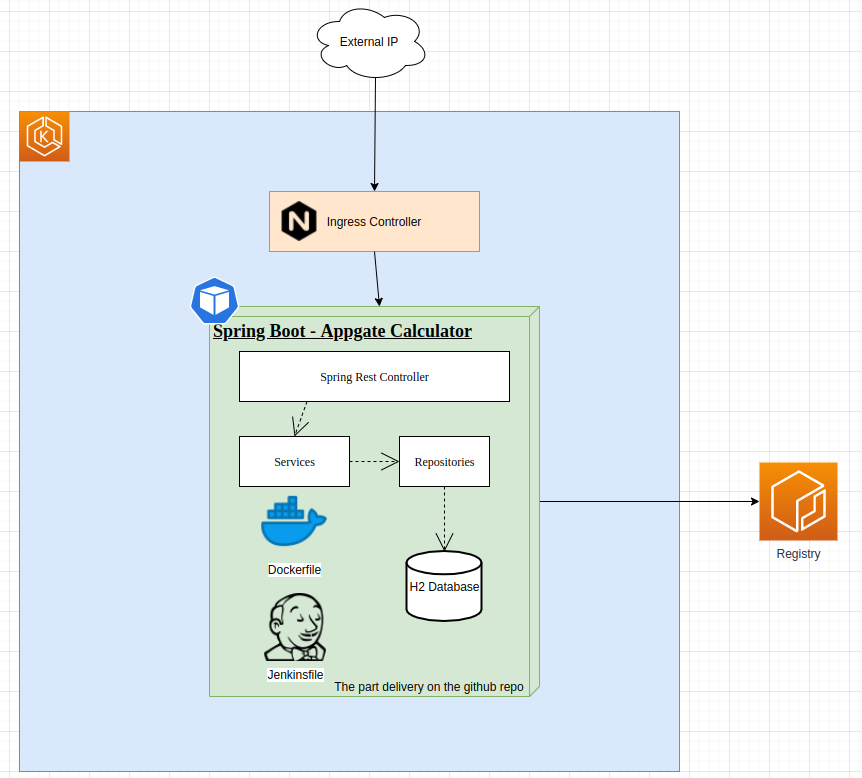 External IP
K
N
Ingress Controller
Spring Boot - Appgate Calculator
Spring Rest Controller
Services
Repositories
Dockerfile
H2 Database
Registry
Jenkinsfile
The part delivery on the github repo